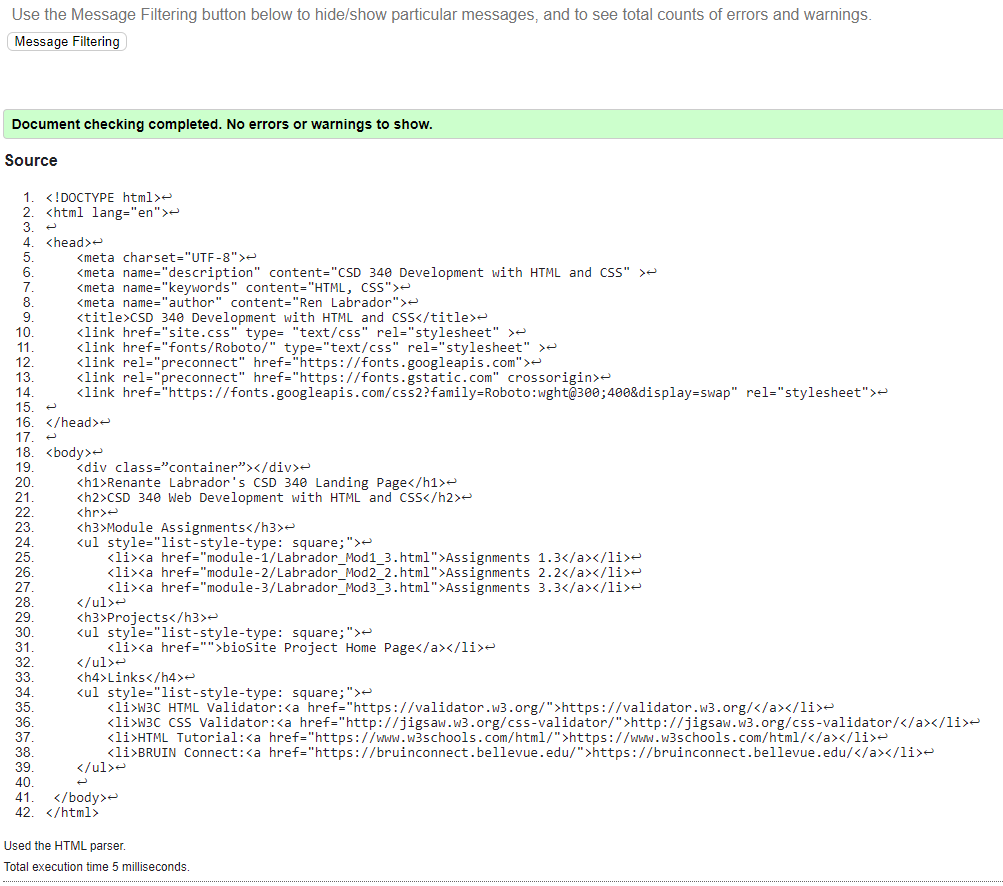 Use the Message Filtering button below to hide/show particular messages, and to see total counts of errors and warnings.
Message Filtering
Document checking completed. No errors or warnings to show.
Source
1. <!DOCTYPE html>↩
2. <html lang="en">↩
3. ↩
4. <head>↩
5.     <meta charset="UTF-8">↩
6.     <meta name="description" content="CSD 340 Development with HTML and CSS" >↩
7.     <meta name="keywords" content="HTML, CSS">↩
8.     <meta name="author" content="Ren Labrador">↩
9.     <title>CSD 340 Development with HTML and CSS</title>↩
10.     <link href="site.css" type= "text/css" rel="stylesheet" >↩
11.     <link href="fonts/Roboto/" type="text/css" rel="stylesheet" >↩
12.     <link rel="preconnect" href="https://fonts.googleapis.com">↩
13.     <link rel="preconnect" href="https://fonts.gstatic.com" crossorigin>↩
14.     <link href="https://fonts.googleapis.com/css2?family=Roboto:wght@300;400&display=swap" rel="stylesheet">↩
15. ↩
16. </head>↩
17. ↩
18. <body>↩
19.     <div class=”container”></div>↩
20.     <h1>Renante Labrador's CSD 340 Landing Page</h1>↩
21.     <h2>CSD 340 Web Development with HTML and CSS</h2>↩
22.     <hr>↩
23.     <h3>Module Assignments</h3>↩
24.     <ul style="list-style-type: square;">↩
25.         <li><a href="module-1/Labrador_Mod1_3.html">Assignments 1.3</a></li>↩
26.         <li><a href="module-2/Labrador_Mod2_2.html">Assignments 2.2</a></li>↩
27.         <li><a href="module-3/Labrador_Mod3_3.html">Assignments 3.3</a></li>↩
28.     </ul>↩
29.     <h3>Projects</h3>↩
30.     <ul style="list-style-type: square;">↩
31.         <li><a href="">bioSite Project Home Page</a></li>↩
32.     </ul>↩
33.     <h4>Links</h4>↩
34.     <ul style="list-style-type: square;">↩
35.         <li>W3C HTML Validator:<a href="https://validator.w3.org/">https://validator.w3.org/</a></li>↩
36.         <li>W3C CSS Validator:<a href="http://jigsaw.w3.org/css-validator/">http://jigsaw.w3.org/css-validator/</a></li>↩
37.         <li>HTML Tutorial:<a href="https://www.w3schools.com/html/">https://www.w3schools.com/html/</a></li>↩
38.         <li>BRUIN Connect:<a href="https://bruinconnect.bellevue.edu/">https://bruinconnect.bellevue.edu/</a></li>↩
39.     </ul>↩
40.     ↩
41.  </body>↩
42. </html>
Used the HTML parser.
Total execution time 5 milliseconds.